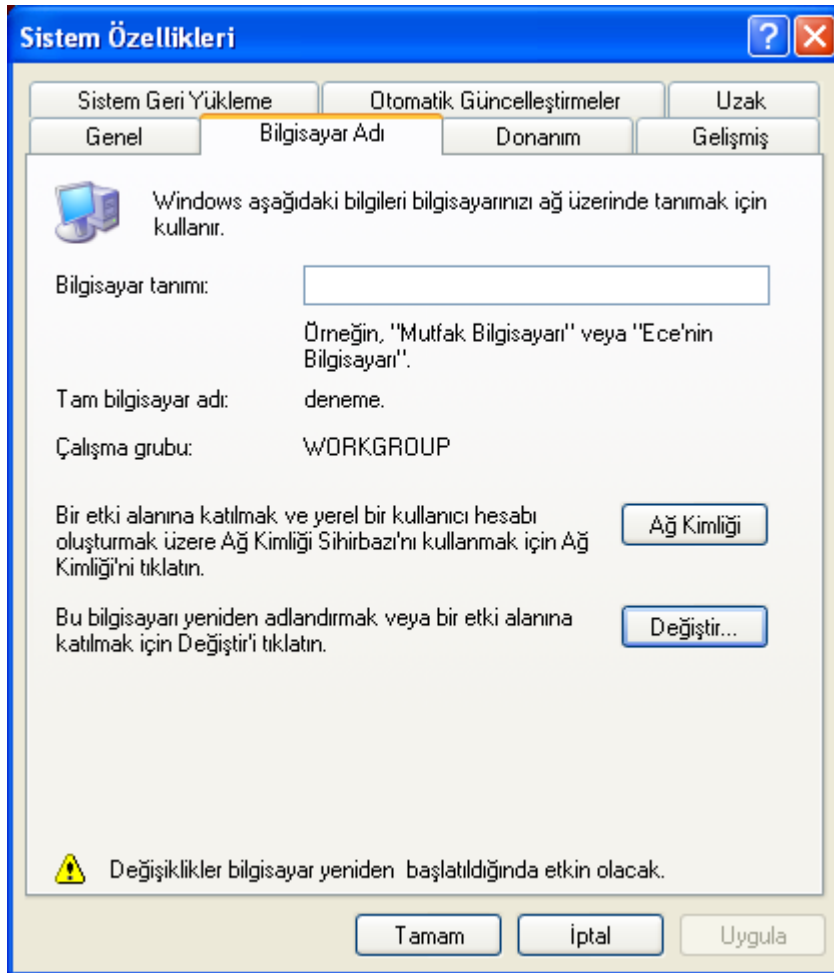 Sistem Özellikleri
Sistem Geri Yükleme Otomatik Güncelleştirmeler Uzak
Genel Bilgisayar Adı Donanım Gelişmiş
Windows aşağıdaki bilgileri bilgisayarınızı ağ üzerinde tanımak için
kullanır.
Bilgisayar tanımı:
Örneğin, "Mutfak Bilgisayarı" veya "Ece'nin
Bilgisayarı".
Tam bilgisayar adı: deneme.
Çalışma grubu: WORKGROUP
Bir etki alanına katılmak ve yerel bir kullanıcı hesabı
oluşturmak üzere Ağ Kimliği Sihirbazı'nı kullanmak için Ağ
Kimliği'ni tıklatın.
Ağ Kimliği
Bu bilgisayarı yeniden adlandırmak veya bir etki alanına
katılmak için Değiştir'i tıklatın.
Değiştir...
Değişiklikler bilgisayar yeniden başlatıldığında etkin olacak.
Tamam İptal Uygula